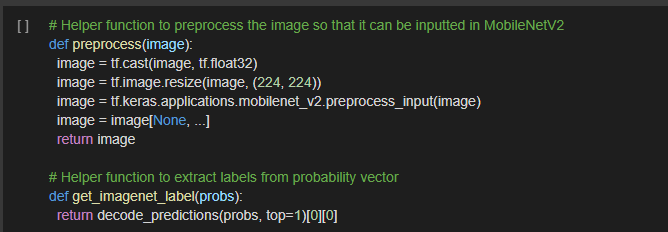 [ ] # Helper function to preprocess the image so that it can be inputted in MobileNetV2
def preprocess(image):
  image = tf.cast(image, tf.float32)
  image = tf.image.resize(image, (224, 224))
  image = tf.keras.applications.mobilenet_v2.preprocess_input(image)
  image = image[None, ...]
  return image

# Helper function to extract labels from probability vector
def get_imagenet_label(probs):
  return decode_predictions(probs, top=1)[0][0]